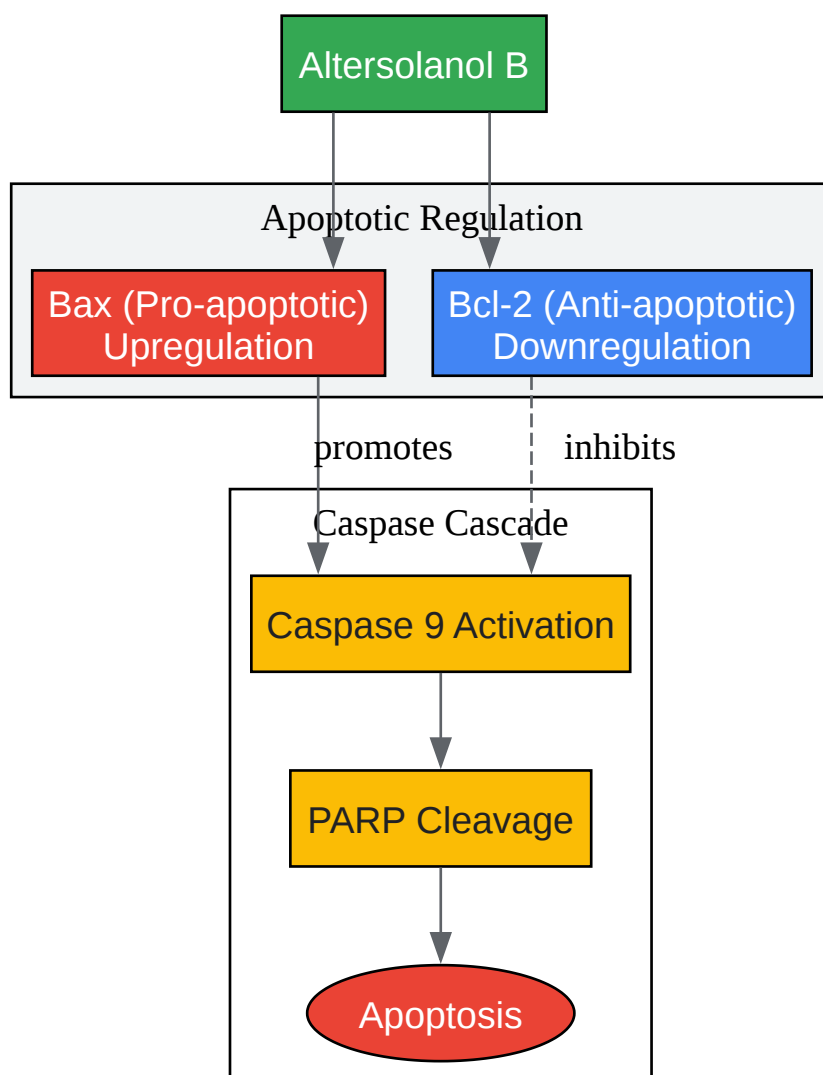 Altersolanol B
Apoptotic Regulation
Bax (Pro-apoptotic)
Upregulation
Bcl-2 (Anti-apoptotic)
Downregulation
promotes
inhibits
Caspase Cascade
Caspase 9 Activation
PARP Cleavage
Apoptosis